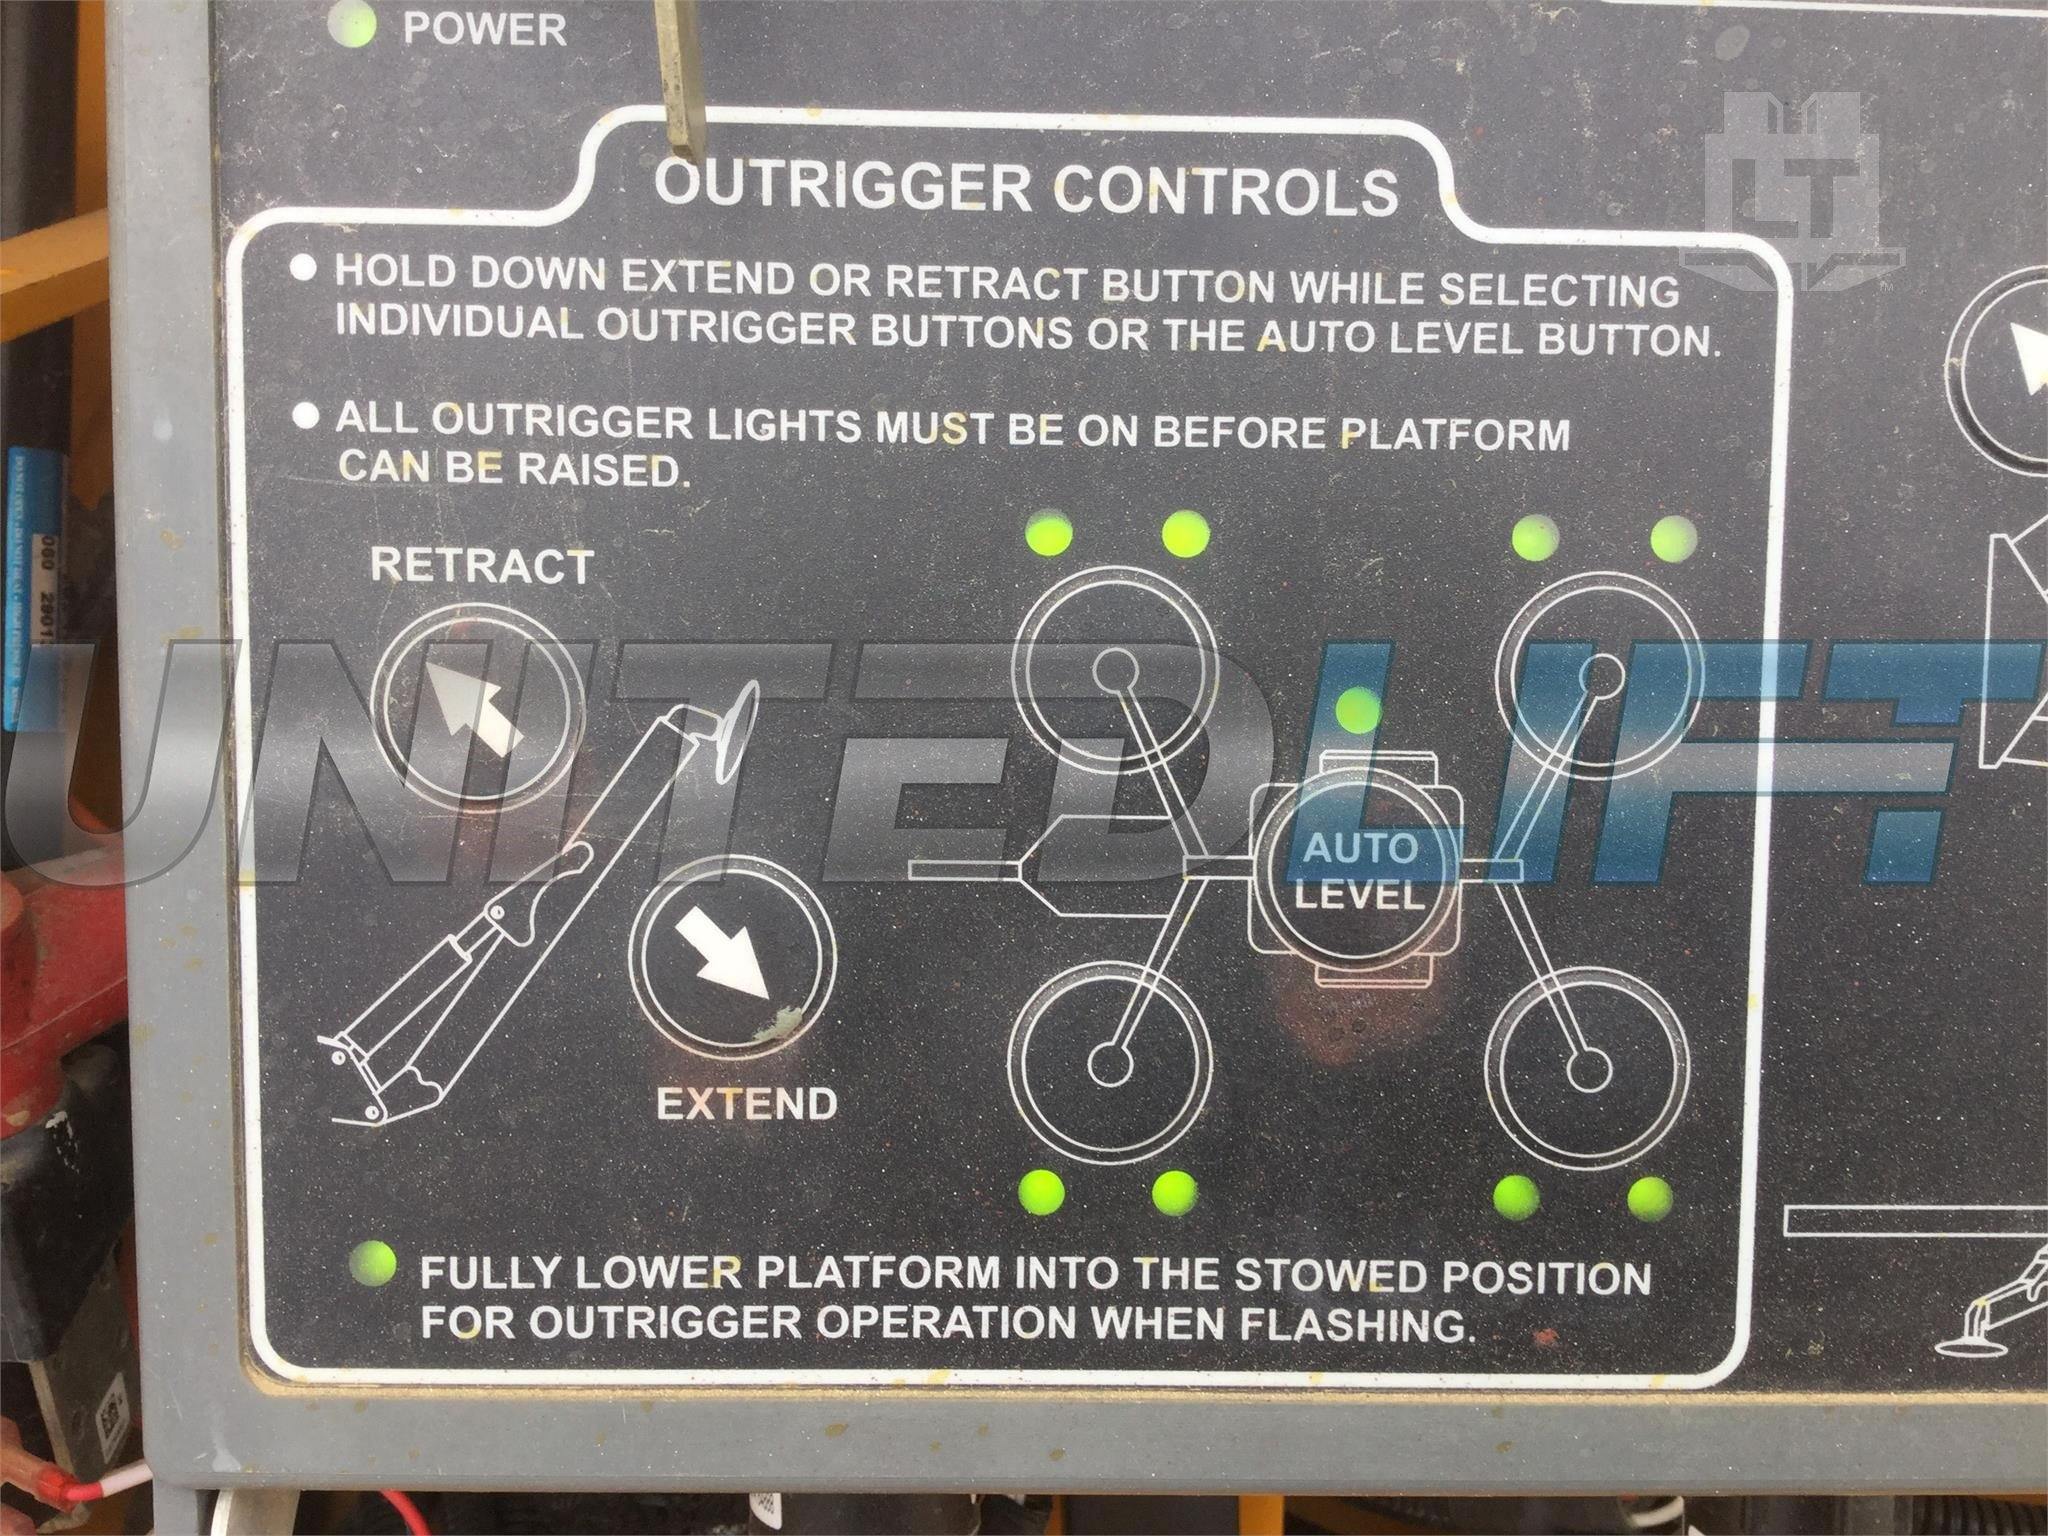 POWER
LT
TM
OUTRIGGER CONTROLS
HOLD DOWN EXTEND OR RETRACT BUTTON WHILE SELECTING
INDIVIDUAL OUTRIGGER BUTTONS OR THE AUTO LEVEL BUTTON.
ALL OUTRIGGER LIGHTS MUST BE ON BEFORE PLATFORM
CAN BE RAISED.
RETRACT
UNITEDLIFT
AUTO
LEVEL
EXTEND
FULLY LOWER PLATFORM INTO THE STOWED POSITION
FOR OUTRIGGER OPERATION WHEN FLASHING.